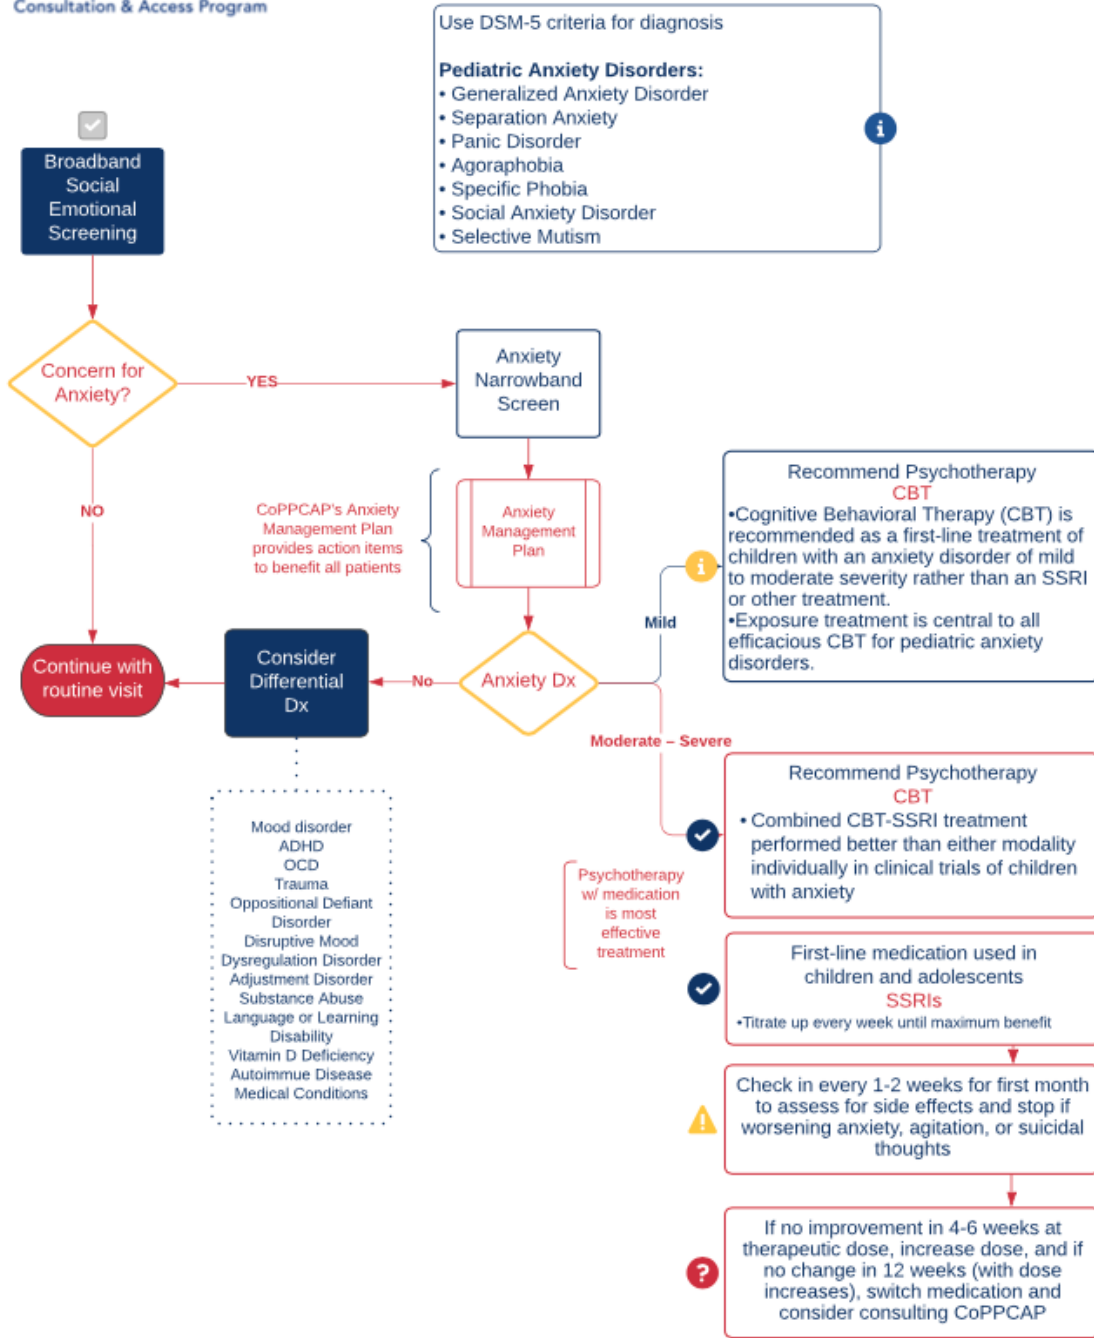 Consultation & Access Program
Use DSM-5 criteria for diagnosis
Pediatric Anxiety Disorders:
• Generalized Anxiety Disorder
• Separation Anxiety
• Panic Disorder
• Agoraphobia
• Specific Phobia
• Social Anxiety Disorder
• Selective Mutism
Broadband
Social
Emotional
Screening
Concern for
Anxiety?
YES
Anxiety
Narrowband
Screen
NO
CoPPCAP's Anxiety
Management Plan
provides action items
to benefit all patients
Anxiety
Management
Plan
Recommend Psychotherapy
CBT
•Cognitive Behavioral Therapy (CBT) is
recommended as a first-line treatment of
children with an anxiety disorder of mild
to moderate severity rather than an SSRI
or other treatment.
•Exposure treatment is central to all
efficacious CBT for pediatric anxiety
disorders.
Mild
Continue with
routine visit
Consider
Differential
Dx
No
Anxiety Dx
Moderate – Severe
Recommend Psychotherapy
CBT
• Combined CBT-SSRI treatment
performed better than either modality
individually in clinical trials of children
with anxiety
Mood disorder
ADHD
OCD
Trauma
Oppositional Defiant
Disorder
Disruptive Mood
Dysregulation Disorder
Adjustment Disorder
Substance Abuse
Language or Learning
Disability
Vitamin D Deficiency
Autoimmue Disease
Medical Conditions
Psychotherapy
w/ medication
is most
effective
treatment
First-line medication used in
children and adolescents
SSRIs
•Titrate up every week until maximum benefit
Check in every 1-2 weeks for first month
to assess for side effects and stop if
worsening anxiety, agitation, or suicidal
thoughts
If no improvement in 4-6 weeks at
therapeutic dose, increase dose, and if
no change in 12 weeks (with dose
increases), switch medication and
consider consulting CoPPCAP